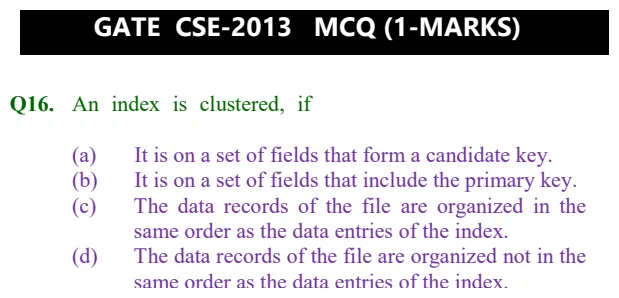 GATE CSE-2013 MCQ (1-MARKS)
Q16. An index is clustered, if
(a) It is on a set of fields that form a candidate key.
(b) It is on a set of fields that include the primary key.
(c) The data records of the file are organized in the
same order as the data entries of the index.
(d) The data records of the file are organized not in the
same order as the data entries of the index.